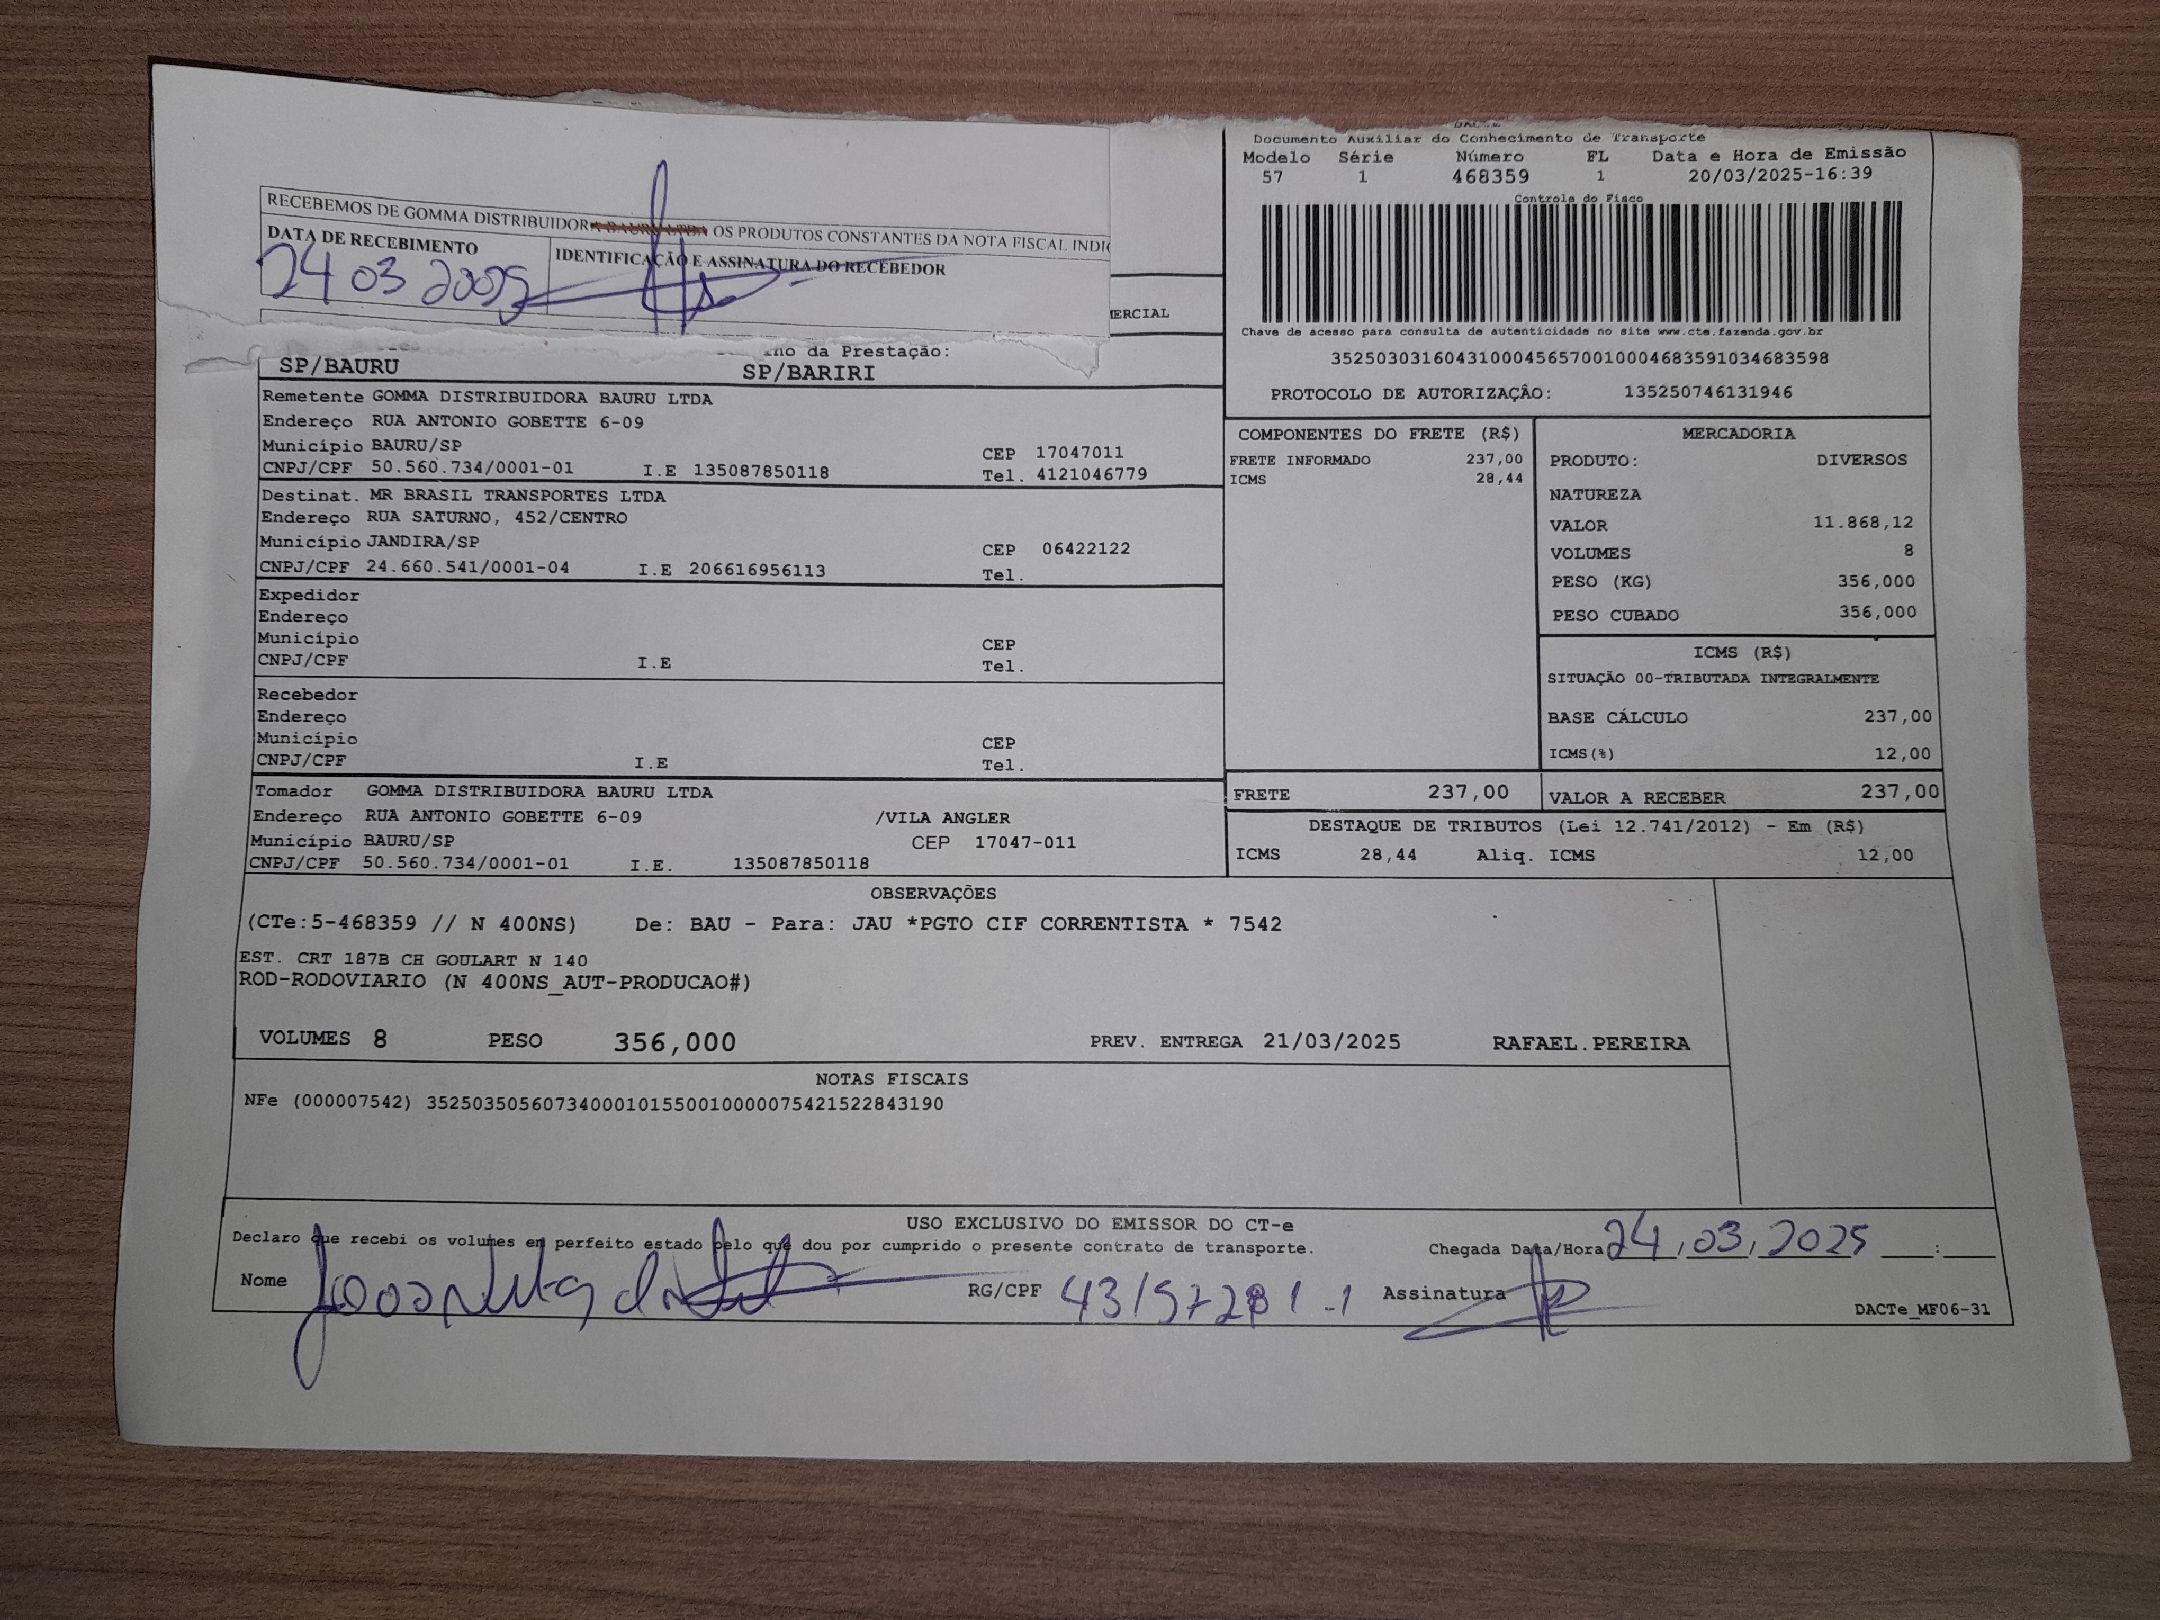 RECEBEMOS DE GOMMA DISTRIBUIDORA BAURU LTDA OS PRODUTOS CONSTANTES DA NOTA FISCAL
DATA DE RECEBIMENTO
IDENTIFICAÇÃO E ASSINATURA DO RECEBEDOR
24 03 2025
Documento Auxiliar do Conhecimento de Transporte
Modelo Série Número FL Data e Hora de Emissão
57 1 468359 1 20/03/2025-16:39
Controle do Fisco
ERCIAL
Chave de acesso para consulta de autenticidade no site www.cte.fazenda.gov.br
35250303160431000456570010004683591034683598
PROTOCOLO DE AUTORIZAÇÃO: 135250746131946
da Prestação:
SP/BAURU SP/BARIRI
Remetente GOMMA DISTRIBUIDORA BAURU LTDA
Endereço RUA ANTONIO GOBETTE 6-09
Município BAURU/SP CEP 17047011
CNPJ/CPF 50.560.734/0001-01 I.E 135087850118 Tel. 4121046779
Destinat. MR BRASIL TRANSPORTES LTDA
Endereço RUA SATURNO, 452/CENTRO
Município JANDIRA/SP CEP 06422122
CNPJ/CPF 24.660.541/0001-04 I.E 206616956113 Tel.
Expedidor
Endereço
Município CEP
CNPJ/CPF I.E Tel.
Recebedor
Endereço
Município CEP
CNPJ/CPF I.E Tel.
Tomador GOMMA DISTRIBUIDORA BAURU LTDA
Endereço RUA ANTONIO GOBETTE 6-09 /VILA ANGLER
Município BAURU/SP CEP 17047-011
CNPJ/CPF 50.560.734/0001-01 I.E. 135087850118
COMPONENTES DO FRETE (R$)
FRETE INFORMADO 237,00
ICMS 28,44
MERCADORIA
PRODUTO: DIVERSOS
NATUREZA
VALOR 11.868,12
VOLUMES 8
PESO (KG) 356,000
PESO CUBADO 356,000
ICMS (R$)
SITUAÇÃO 00-TRIBUTADA INTEGRALMENTE
BASE CÁLCULO 237,00
ICMS(%) 12,00
FRETE 237,00 VALOR A RECEBER 237,00
DESTAQUE DE TRIBUTOS (Lei 12.741/2012) - Em (R$)
ICMS 28,44 Aliq. ICMS 12,00
OBSERVAÇÕES
(CTe:5-468359 // N 400NS) De: BAU - Para: JAU *PGTO CIF CORRENTISTA * 7542
EST. CRT 187B CH GOULART N 140
ROD-RODOVIARIO (N 400NS_AUT-PRODUCAO#)
VOLUMES 8 PESO 356,000 PREV. ENTREGA 21/03/2025 RAFAEL.PEREIRA
NOTAS FISCAIS
NFe (000007542) 35250350560734000101550010000075421522843190
USO EXCLUSIVO DO EMISSOR DO CT-e
Declaro que recebi os volumes em perfeito estado pelo que dou por cumprido o presente contrato de transporte. Chegada Data/Hora 24/03/2025 __:__
Nome RG/CPF Assinatura
DACTe_MF06-31